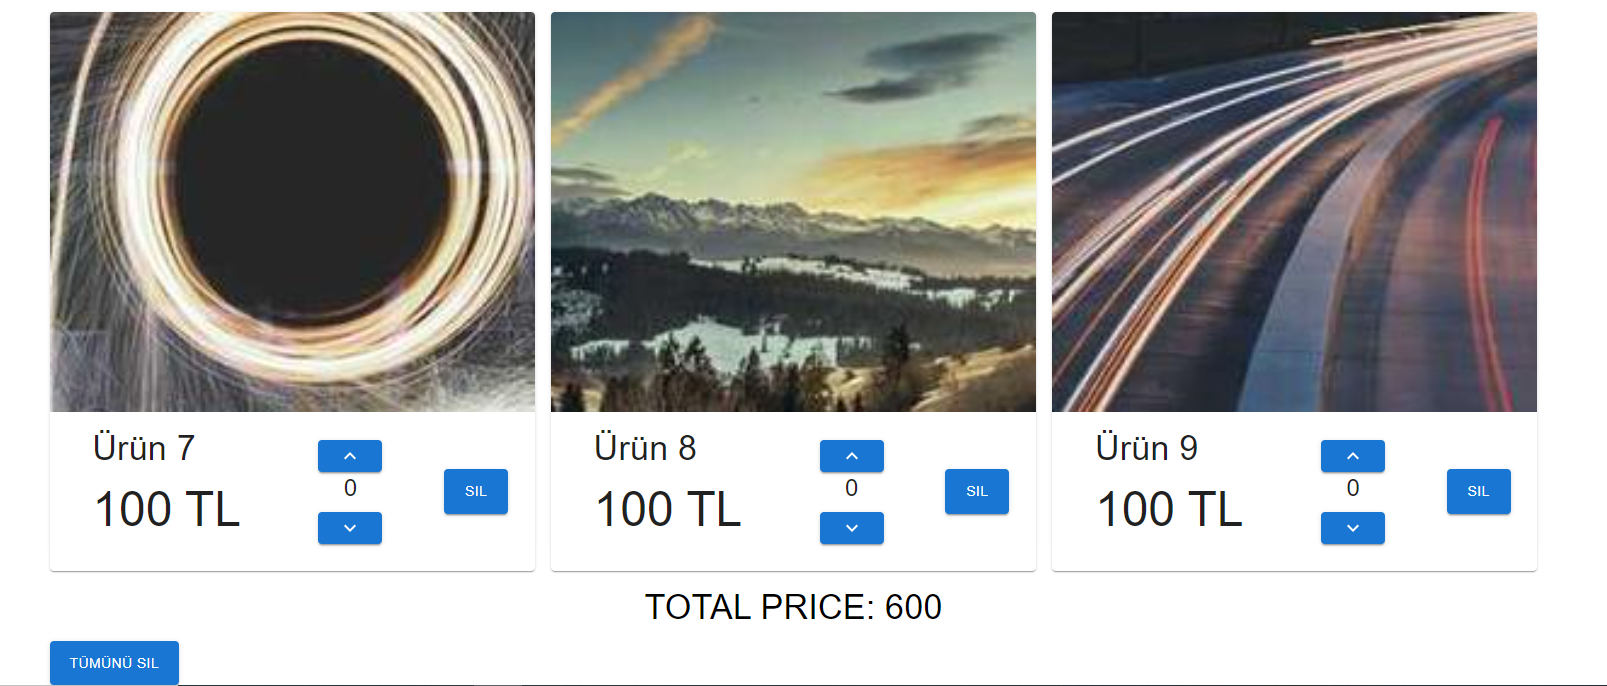 Ürün 7
100 TL
0
SIL
Ürün 8
100 TL
0
SIL
Ürün 9
100 TL
0
SIL
TOTAL PRICE: 600
TÜMÜNÜ SIL